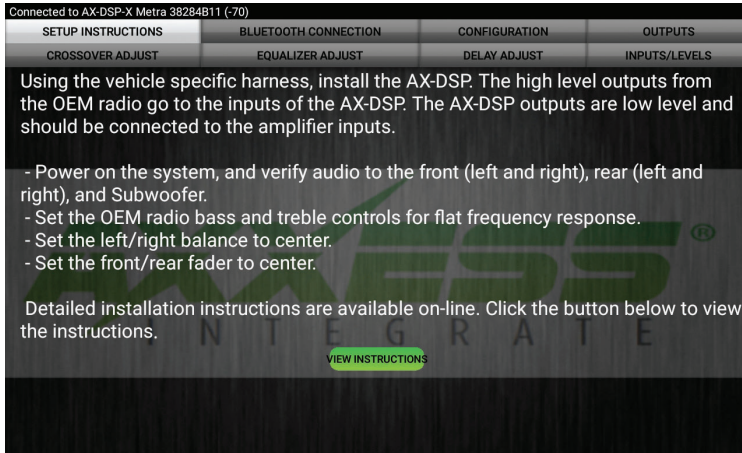 Connected to AX-DSP-X Metra 38284B11 (-70)
SETUP INSTRUCTIONS BLUETOOTH CONNECTION CONFIGURATION OUTPUTS
CROSSOVER ADJUST EQUALIZER ADJUST DELAY ADJUST INPUTS/LEVELS
Using the vehicle specific harness, install the AX-DSP. The high level outputs from
the OEM radio go to the inputs of the AX-DSP. The AX-DSP outputs are low level and
should be connected to the amplifier inputs.
- Power on the system, and verify audio to the front (left and right), rear (left and
right), and Subwoofer.
- Set the OEM radio bass and treble controls for flat frequency response.
- Set the left/right balance to center.
- Set the front/rear fader to center.
Detailed installation instructions are available on-line. Click the button below to view
the instructions.
VIEW INSTRUCTIONS
AXXESS®
INTEGRATE